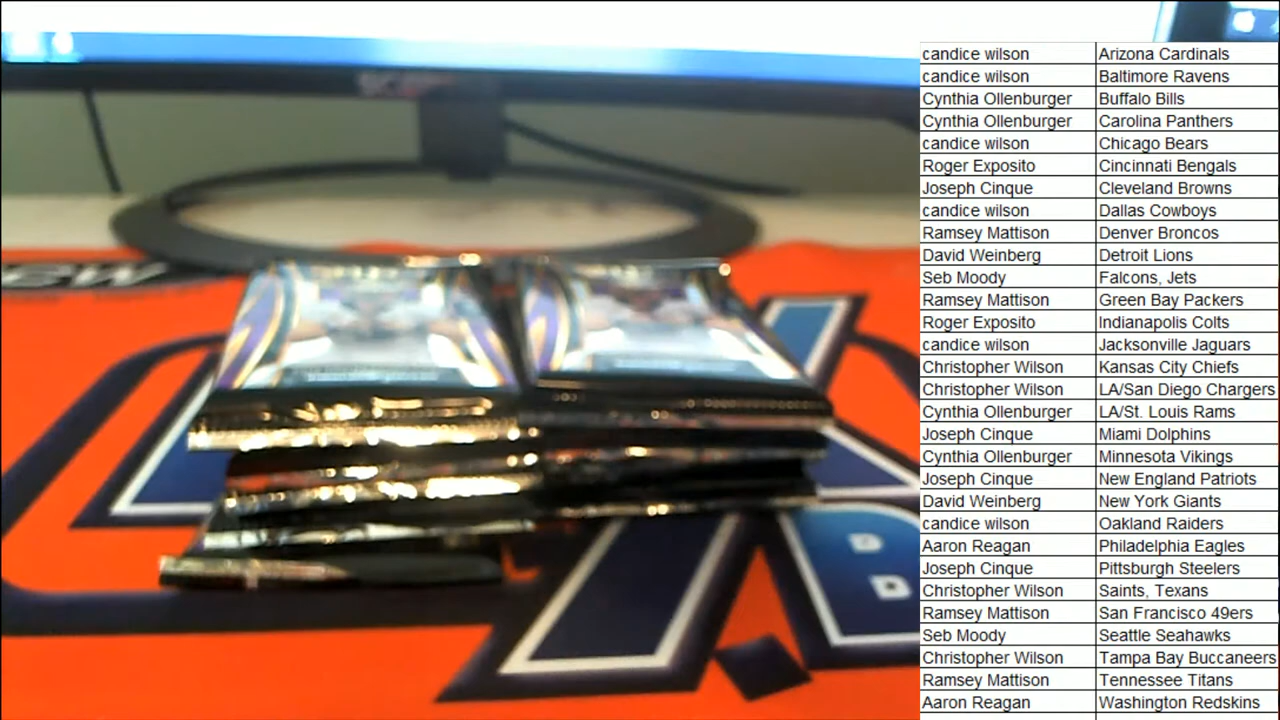 candice wilson Arizona Cardinals
candice wilson Baltimore Ravens
Cynthia Ollenburger Buffalo Bills
Cynthia Ollenburger Carolina Panthers
candice wilson Chicago Bears
Roger Exposito Cincinnati Bengals
Joseph Cinque Cleveland Browns
candice wilson Dallas Cowboys
Ramsey Mattison Denver Broncos
David Weinberg Detroit Lions
Seb Moody Falcons, Jets
Ramsey Mattison Green Bay Packers
Roger Exposito Indianapolis Colts
candice wilson Jacksonville Jaguars
Christopher Wilson Kansas City Chiefs
Christopher Wilson LA/San Diego Chargers
Cynthia Ollenburger LA/St. Louis Rams
Joseph Cinque Miami Dolphins
Cynthia Ollenburger Minnesota Vikings
Joseph Cinque New England Patriots
David Weinberg New York Giants
candice wilson Oakland Raiders
Aaron Reagan Philadelphia Eagles
Joseph Cinque Pittsburgh Steelers
Christopher Wilson Saints, Texans
Ramsey Mattison San Francisco 49ers
Seb Moody Seattle Seahawks
Christopher Wilson Tampa Bay Buccaneers
Ramsey Mattison Tennessee Titans
Aaron Reagan Washington Redskins